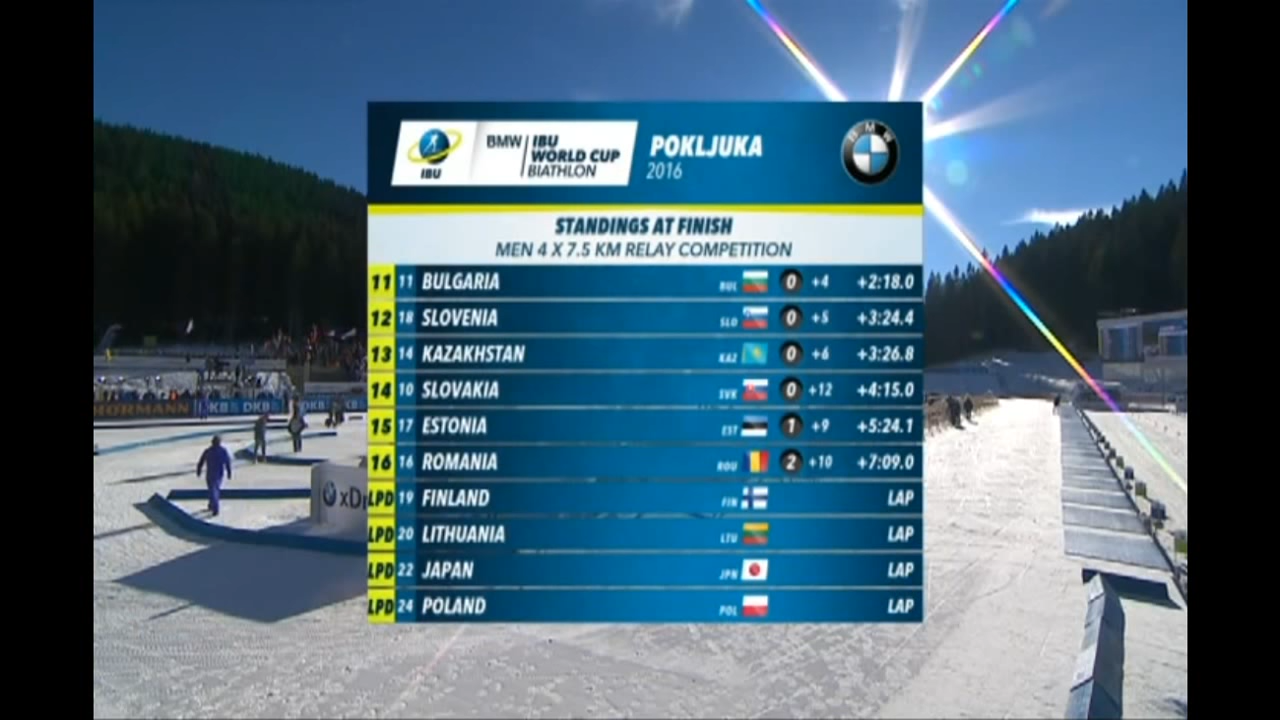 IBU
BMW IBU WORLD CUP BIATHLON
POKLJUKA
2016
BMW
STANDINGS AT FINISH
MEN 4 X 7.5 KM RELAY COMPETITION
11 11 BULGARIA BUL 0 +4 +2:18.0
12 18 SLOVENIA SLO 0 +5 +3:24.4
13 14 KAZAKHSTAN KAZ 0 +6 +3:26.8
14 10 SLOVAKIA SVK 0 +12 +4:15.0
15 17 ESTONIA EST 1 +9 +5:24.1
16 16 ROMANIA ROU 2 +10 +7:09.0
LPD 19 FINLAND FIN LAP
LPD 20 LITHUANIA LTU LAP
LPD 22 JAPAN JPN LAP
LPD 24 POLAND POL LAP
HORMANN DKB DKB DKB
xDr